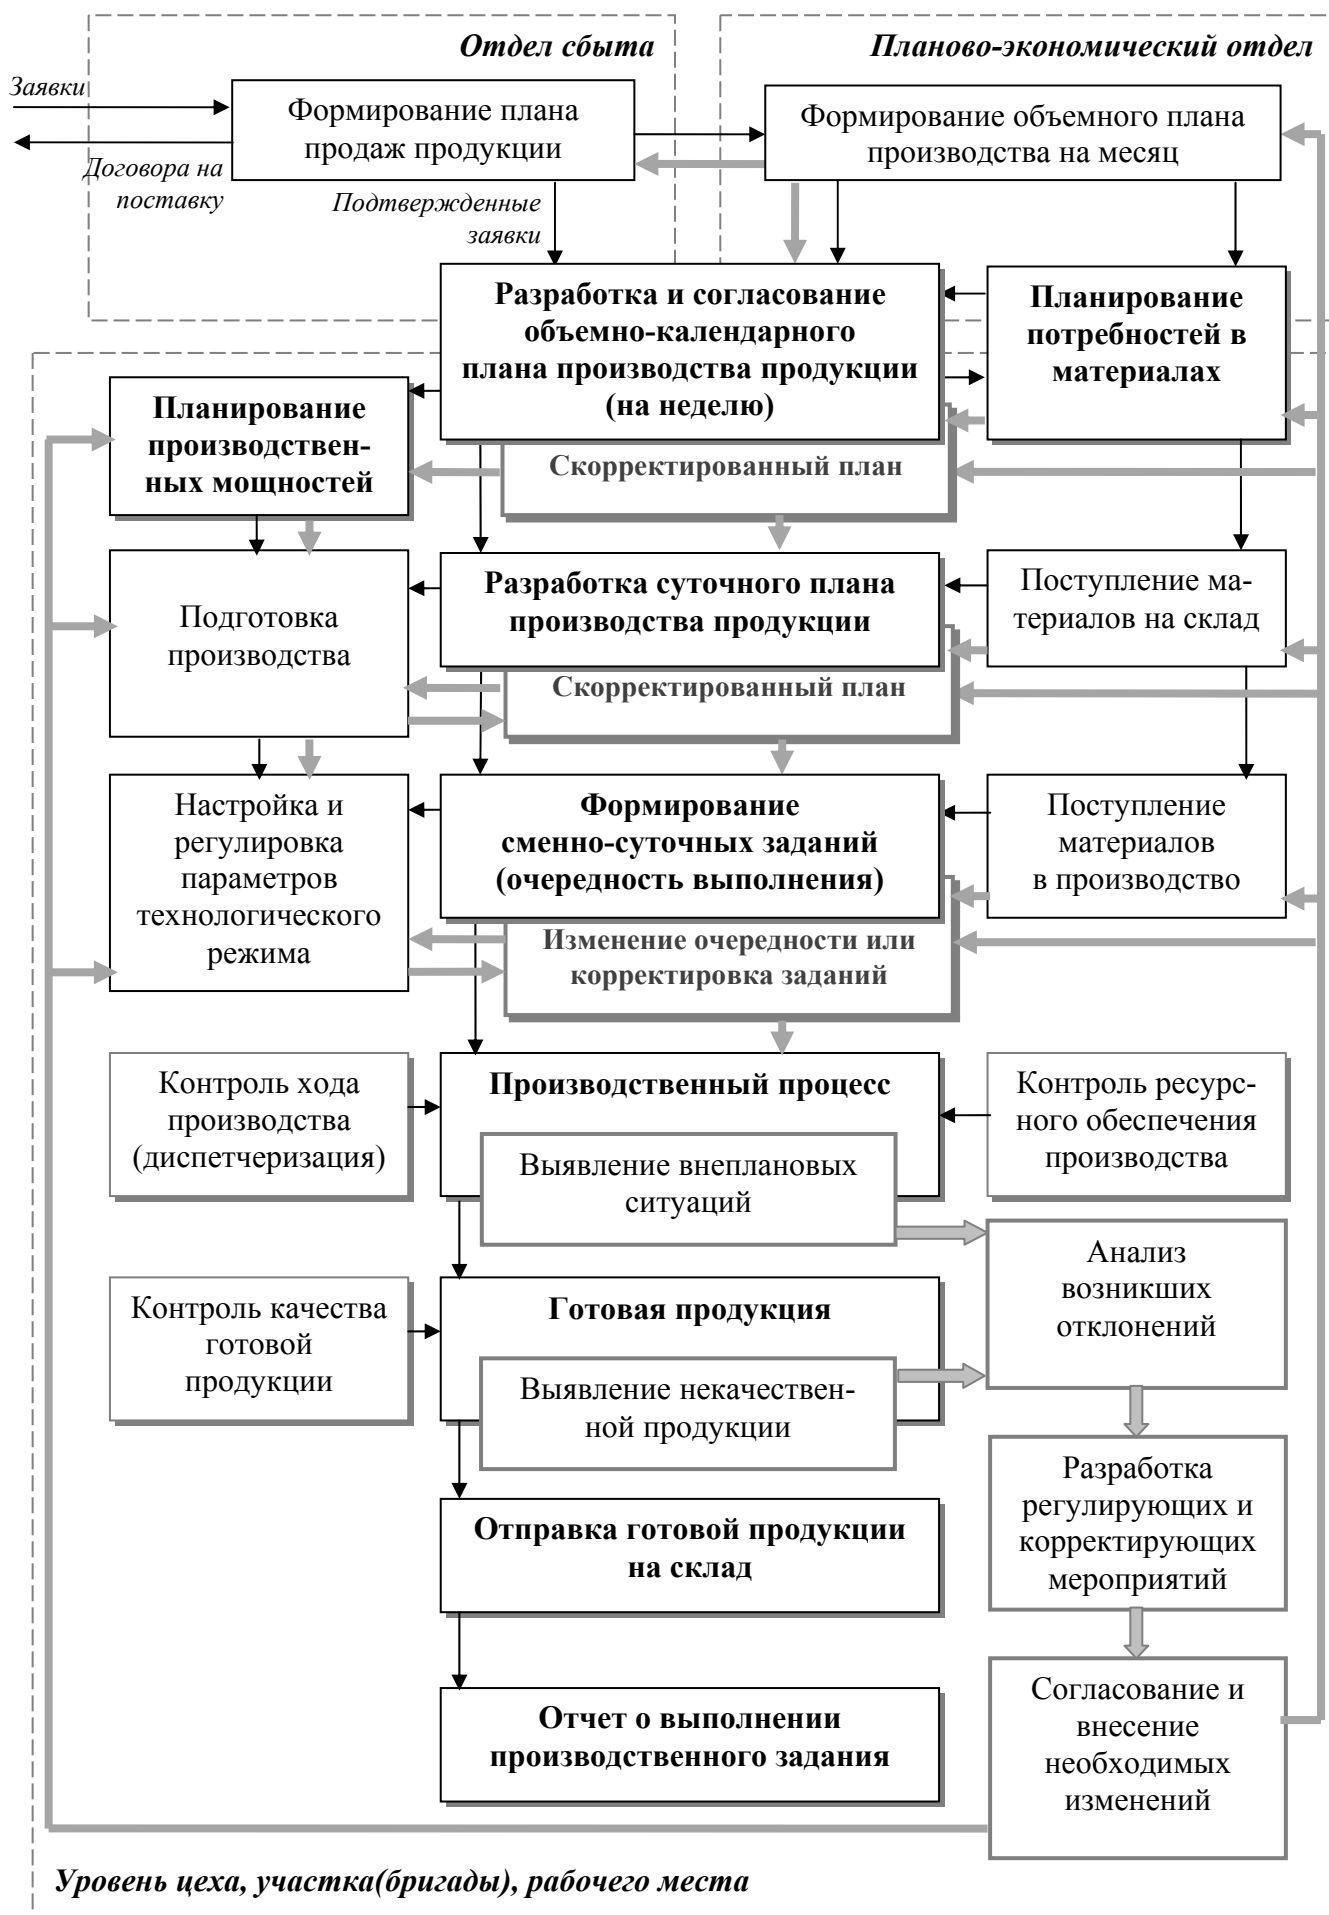 Отдел сбыта
Планово-экономический отдел
Заявки
Формирование плана
продаж продукции
Формирование объемного плана
производства на месяц
Договора на
поставку
Подтвержденные
заявки
Разработка и согласование
объемно-календарного
плана производства продукции
(на неделю)
Планирование
потребностей в
материалах
Планирование
производствен-
ных мощностей
Скорректированный план
Подготовка
производства
Разработка суточного плана
производства продукции
Поступление ма-
териалов на склад
Скорректированный план
Настройка и
регулировка
параметров
технологического
режима
Формирование
сменно-суточных заданий
(очередность выполнения)
Поступление
материалов
в производство
Изменение очередности или
корректировка заданий
Контроль хода
производства
(диспетчеризация)
Производственный процесс
Контроль ресурс-
ного обеспечения
производства
Выявление внеплановых
ситуаций
Анализ
возникших
отклонений
Контроль качества
готовой
продукции
Готовая продукция
Выявление некачествен-
ной продукции
Разработка
регулирующих и
корректирующих
мероприятий
Отправка готовой продукции
на склад
Согласование и
внесение
необходимых
изменений
Отчет о выполнении
производственного задания
Уровень цеха, участка(бригады), рабочего места